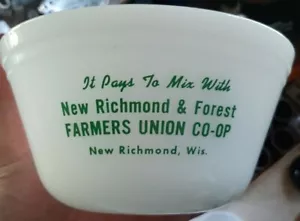 It Pays To Mix With
New Richmond & Forest
FARMERS UNION CO-OP
New Richmond, Wis.